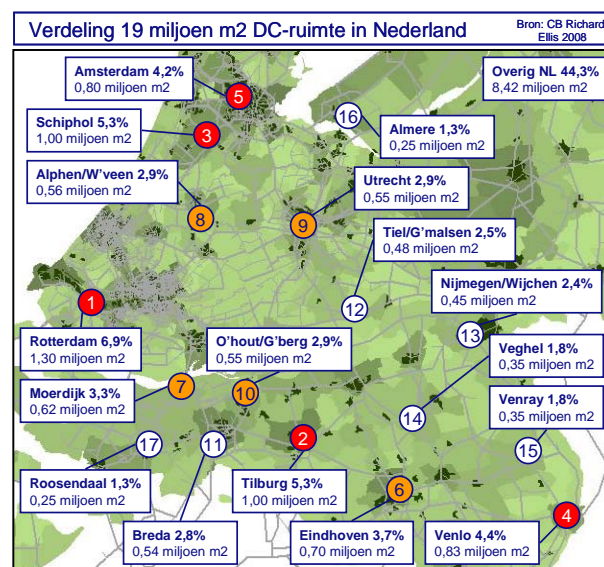 Verdeling 19 miljoen m2 DC-ruimte in Nederland
Bron: CB Richard
Ellis 2008
Amsterdam 4,2%
0,80 miljoen m2
5
Overig NL 44,3%
8,42 miljoen m2
Schiphol 5,3%
1,00 miljoen m2
3
16
Almere 1,3%
0,25 miljoen m2
Alphen/W'veen 2,9%
0,56 miljoen m2
8
Utrecht 2,9%
0,55 miljoen m2
9
Tiel/G'malsen 2,5%
0,48 miljoen m2
12
Nijmegen/Wijchen 2,4%
0,45 miljoen m2
13
1
Rotterdam 6,9%
1,30 miljoen m2
O'hout/G'berg 2,9%
0,55 miljoen m2
10
Veghel 1,8%
0,35 miljoen m2
14
Moerdijk 3,3%
0,62 miljoen m2
7
Venray 1,8%
0,35 miljoen m2
15
17
11
2
Roosendaal 1,3%
0,25 miljoen m2
Tilburg 5,3%
1,00 miljoen m2
6
4
Breda 2,8%
0,54 miljoen m2
Eindhoven 3,7%
0,70 miljoen m2
Venlo 4,4%
0,83 miljoen m2